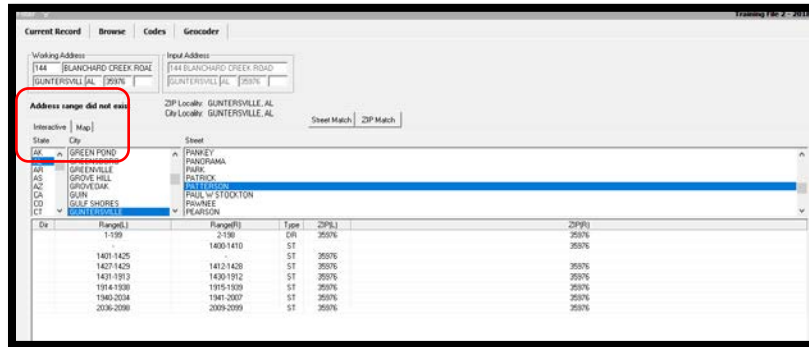 Training File 2 - 2018
Current Record Browse Codes Geocoder
Working Address Input Address
144 BLANCHARD CREEK ROAD 144 BLANCHARD CREEK ROAD
GUNTERSVILL AL 35976 GUNTERSVILL AL 35976
Address range did not exis ZIP Locality: GUNTERSVILLE, AL
City Locality: GUNTERSVILLE, AL
Street Match ZIP Match
Interactive Map
State City Street
AK GREEN POND PANKEY
GREENSBORO PANORAMA
AR GREENVILLE PARK
AS GROVE HILL PATRICK
AZ GROVEOAK PATTERSON
CA GUIN PAUL W STOCKTON
CO GULF SHORES PAWNEE
CT GUNTERSVILLE PEARSON
Dir Range(L) Range(R) Type ZIP(L) ZIP(R)
1-199 2-198 DR 35976 35976
- 1400-1410 ST 35976
1401-1425 - ST 35976
1427-1429 1412-1428 ST 35976 35976
1431-1913 1430-1912 ST 35976 35976
1914-1938 1915-1939 ST 35976 35976
1940-2034 1941-2007 ST 35976 35976
2036-2098 2009-2099 ST 35976 35976